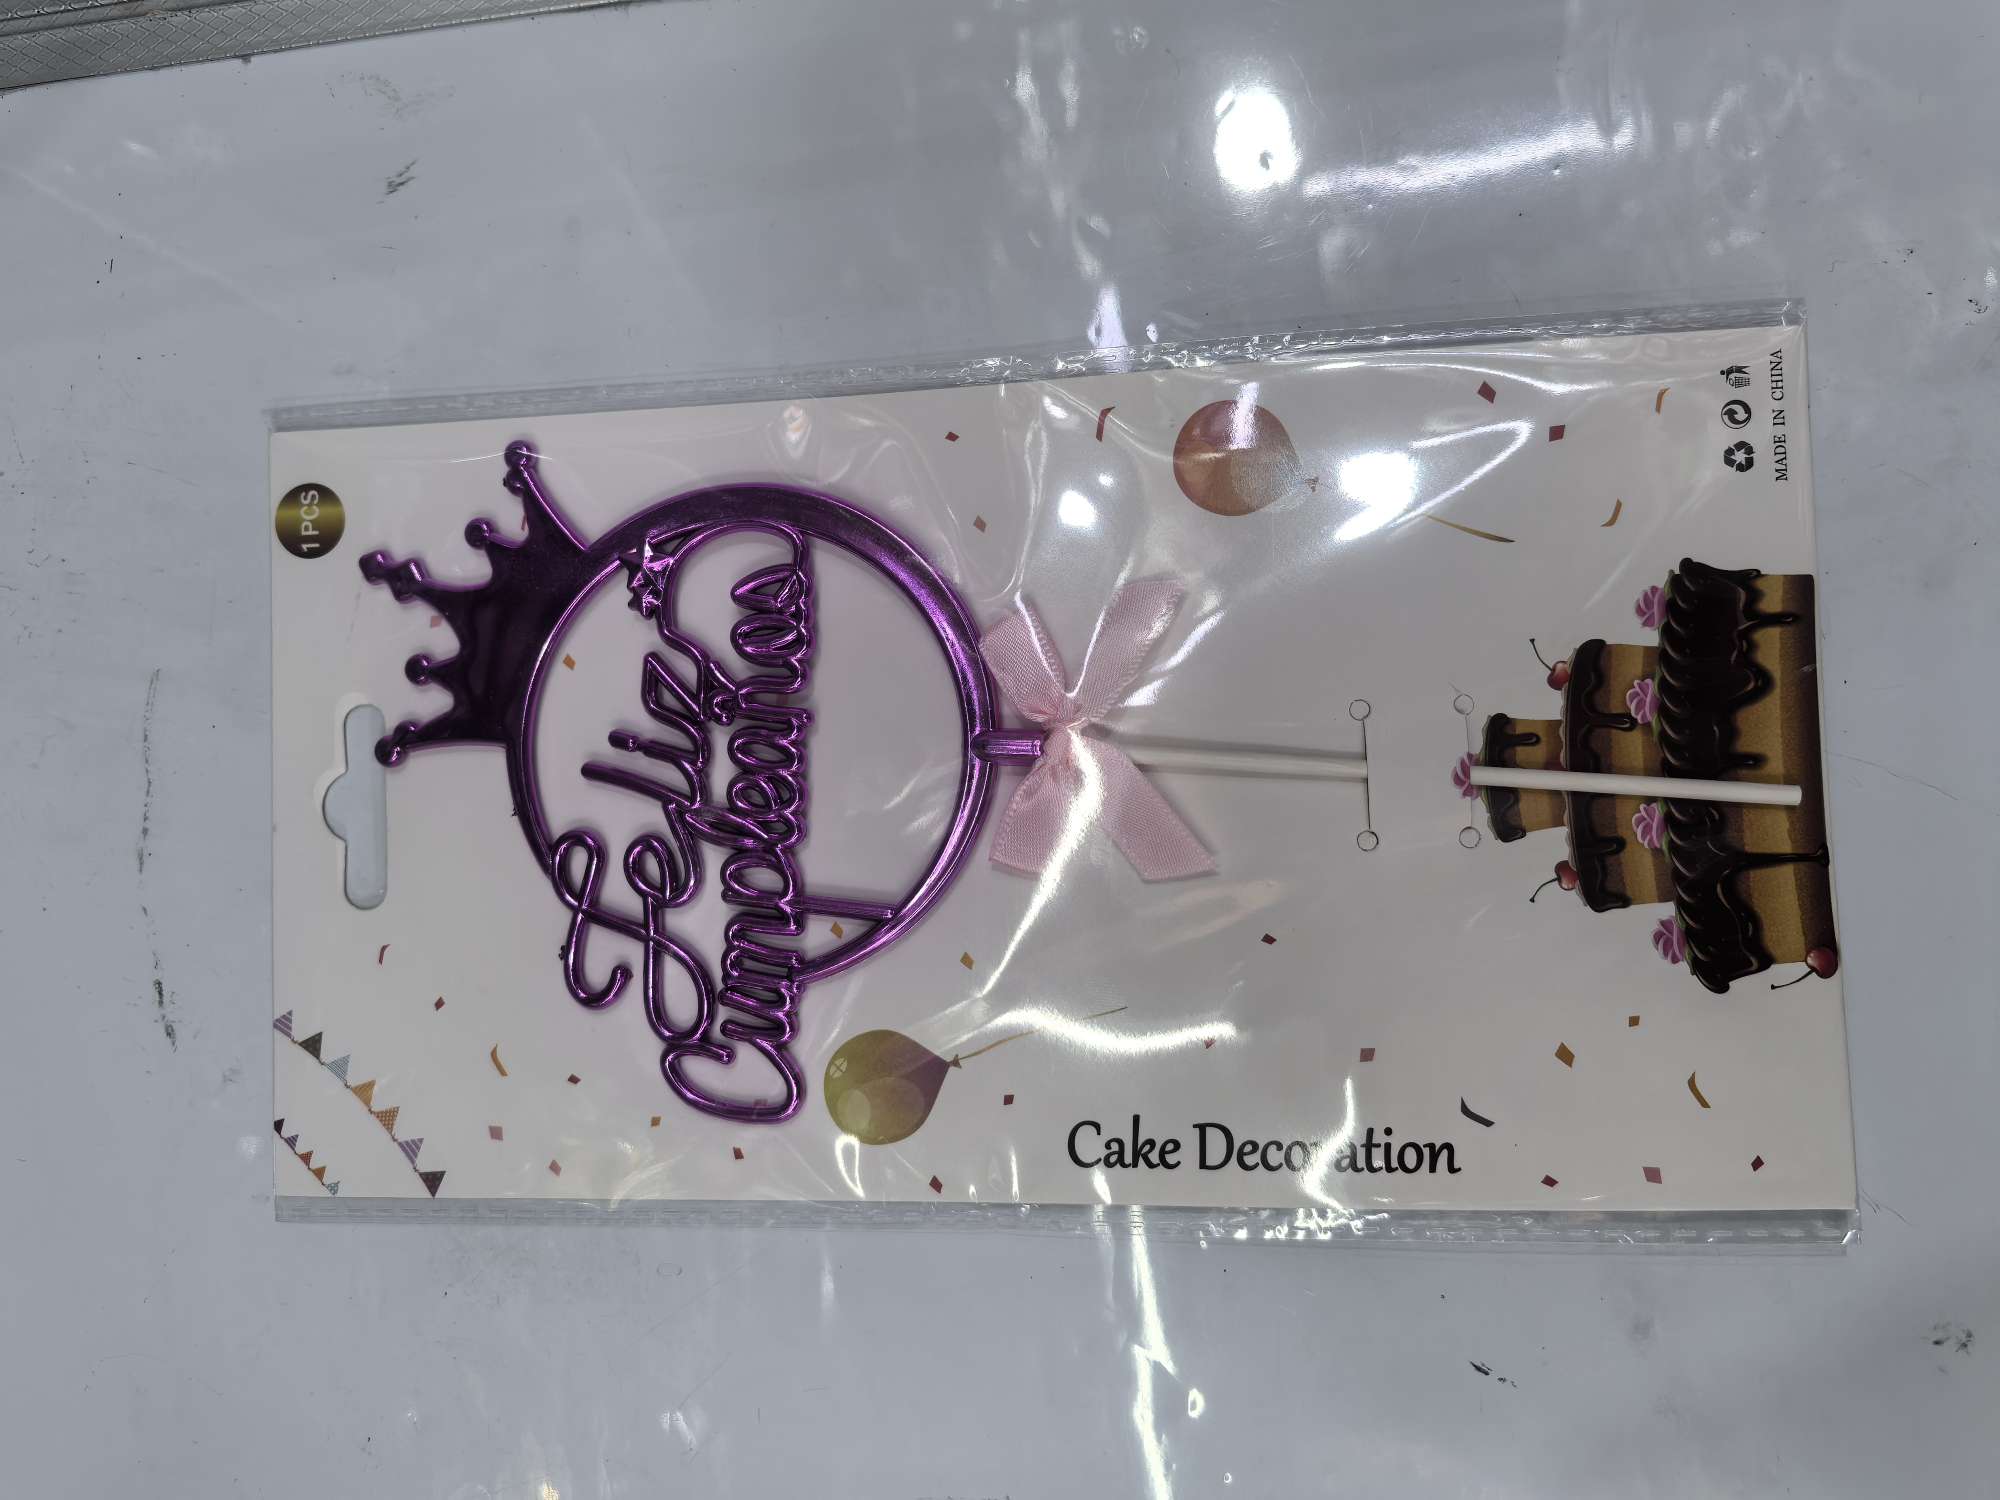 1 PCS
Feliz
Cumpleaños
Cake Decoration
MADE IN CHINA